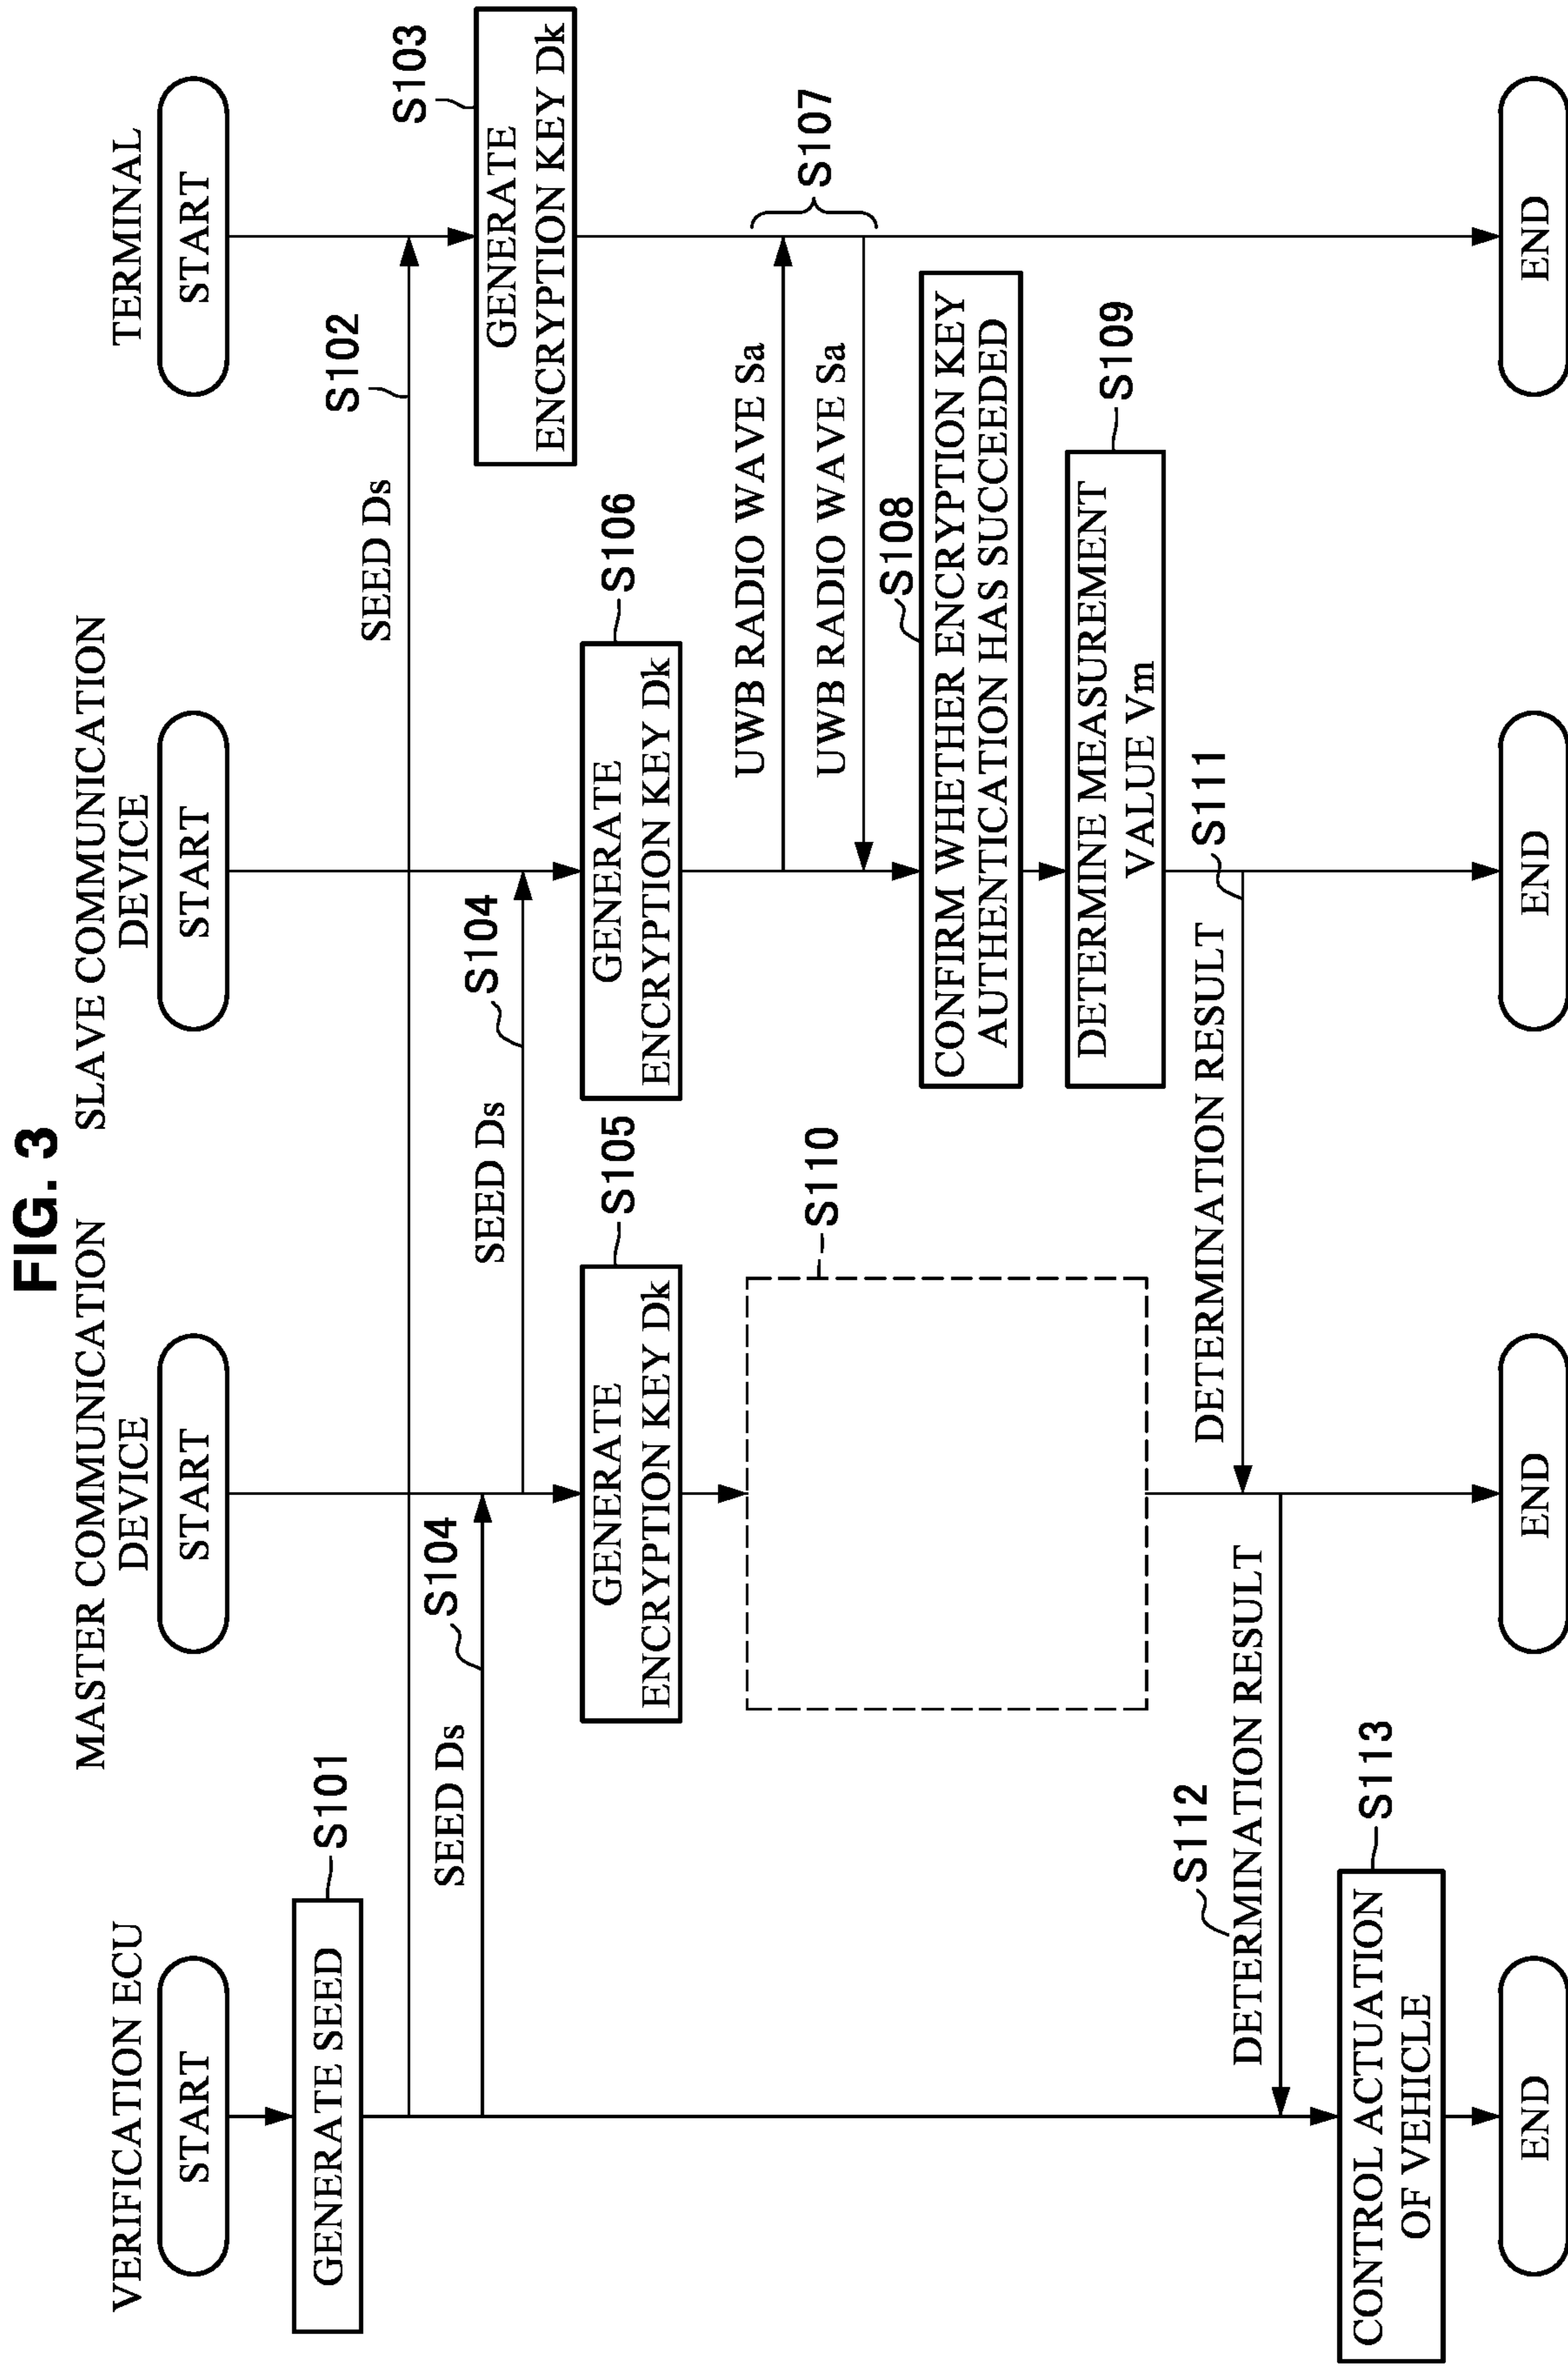 FIG. 3
VERIFICATION ECU
MASTER COMMUNICATION
DEVICE
SLAVE COMMUNICATION
DEVICE
TERMINAL
START
START
START
START
GENERATE SEED
S101
SEED Ds
S102
SEED Ds
S104
SEED Ds
S104
GENERATE
ENCRYPTION KEY Dk
S103
GENERATE
ENCRYPTION KEY Dk
S105
GENERATE
ENCRYPTION KEY Dk
S106
UWB RADIO WAVE Sa
UWB RADIO WAVE Sa
S107
S110
CONFIRM WHETHER ENCRYPTION KEY
AUTHENTICATION HAS SUCCEEDED
S108
DETERMINE MEASUREMENT
VALUE Vm
S109
DETERMINATION RESULT
S111
DETERMINATION RESULT
S112
CONTROL ACTUATION
OF VEHICLE
S113
END
END
END
END